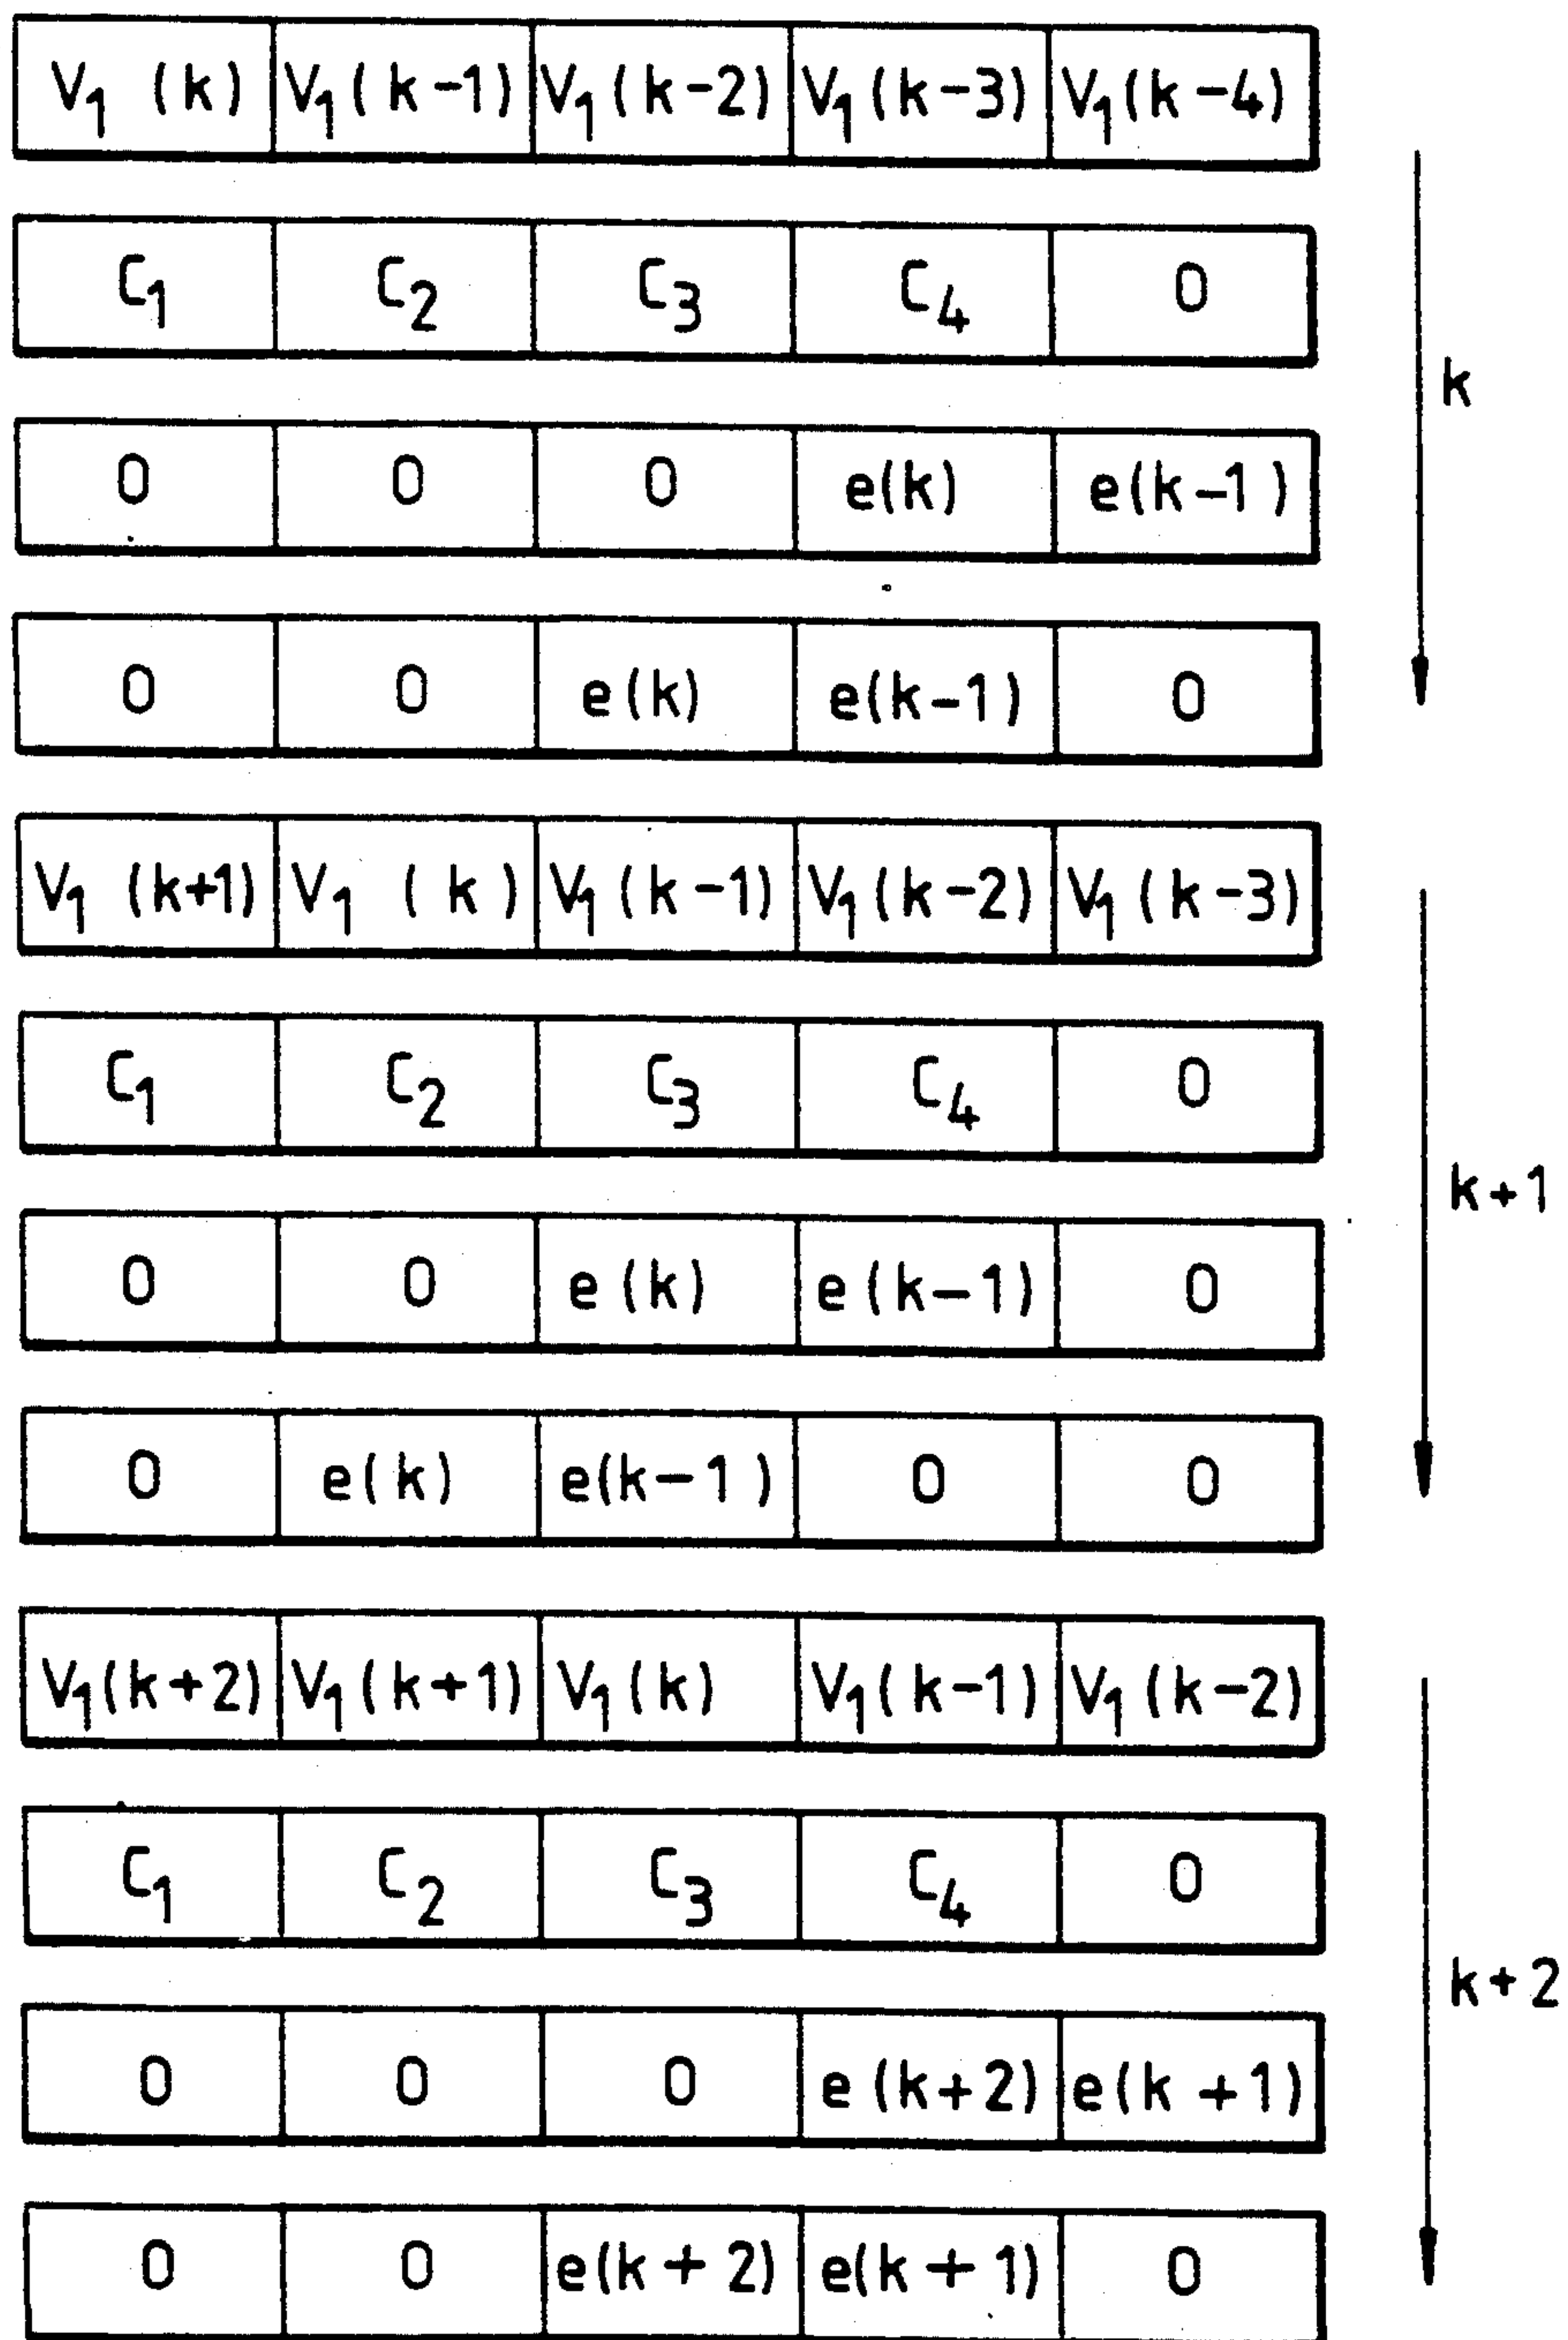 V1 (k) V1(k-1) V1(k-2) V1(k-3) V1(k-4)
C1 C2 C3 C4 0
k
0 0 0 e(k) e(k-1)
0 0 e(k) e(k-1) 0
V1 (k+1) V1 (k) V1(k-1) V1(k-2) V1(k-3)
C1 C2 C3 C4 0
k+1
0 0 e(k) e(k-1) 0
0 e(k) e(k-1) 0 0
V1(k+2) V1(k+1) V1(k) V1(k-1) V1(k-2)
C1 C2 C3 C4 0
k+2
0 0 0 e(k+2) e(k+1)
0 0 e(k+2) e(k+1) 0